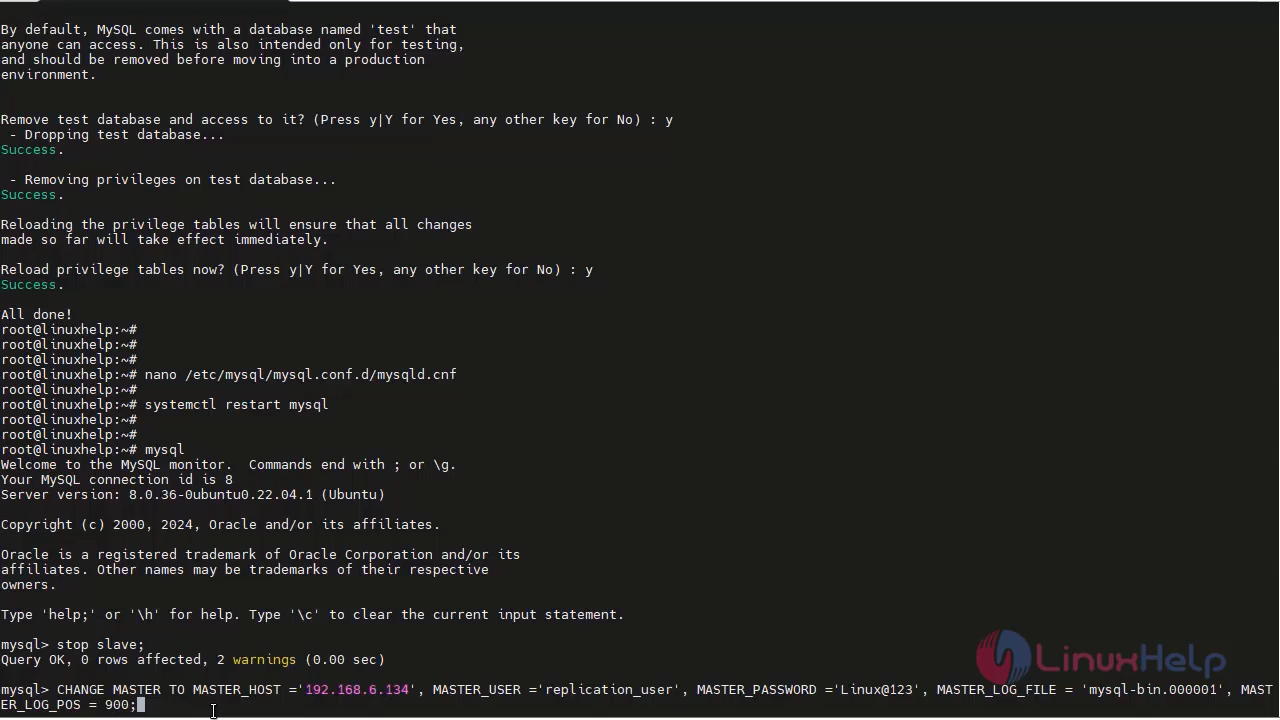 By default, MySQL comes with a database named 'test' that
anyone can access. This is also intended only for testing,
and should be removed before moving into a production
environment.
Remove test database and access to it? (Press y|Y for Yes, any other key for No) : y
 - Dropping test database...
Success.
 - Removing privileges on test database...
Success.
Reloading the privilege tables will ensure that all changes
made so far will take effect immediately.
Reload privilege tables now? (Press y|Y for Yes, any other key for No) : y
Success.
All done!
root@linuxhelp:~#
root@linuxhelp:~#
root@linuxhelp:~#
root@linuxhelp:~# nano /etc/mysql/mysql.conf.d/mysqld.cnf
root@linuxhelp:~#
root@linuxhelp:~# systemctl restart mysql
root@linuxhelp:~#
root@linuxhelp:~#
root@linuxhelp:~# mysql
Welcome to the MySQL monitor.  Commands end with ; or \g.
Your MySQL connection id is 8
Server version: 8.0.36-0ubuntu0.22.04.1 (Ubuntu)
Copyright (c) 2000, 2024, Oracle and/or its affiliates.
Oracle is a registered trademark of Oracle Corporation and/or its
affiliates. Other names may be trademarks of their respective
owners.
Type 'help;' or '\h' for help. Type '\c' to clear the current input statement.
mysql> stop slave;
Query OK, 0 rows affected, 2 warnings (0.00 sec)
LinuxHelp
mysql> CHANGE MASTER TO MASTER_HOST ='192.168.6.134', MASTER_USER ='replication_user', MASTER_PASSWORD ='Linux@123', MASTER_LOG_FILE = 'mysql-bin.000001', MAST
ER_LOG_POS = 900;